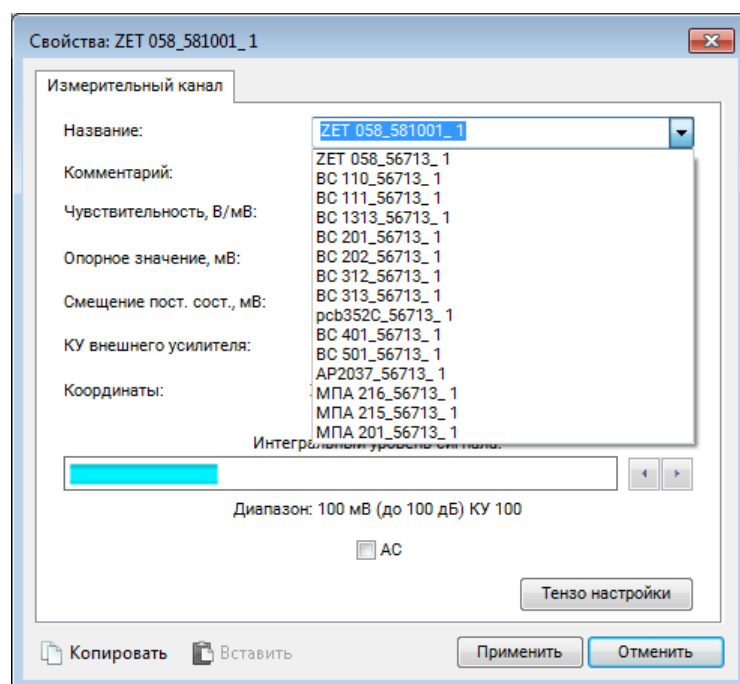 Свойства: ZET 058_581001_ 1
Измерительный канал
Название:
ZET 058_581001_ 1
ZET 058_56713_ 1
Комментарий:
BC 110_56713_ 1
BC 111_56713_ 1
Чувствительность, В/мВ:
BC 1313_56713_ 1
BC 201_56713_ 1
Опорное значение, мВ:
BC 202_56713_ 1
BC 312_56713_ 1
Смещение пост. сост., мВ:
BC 313_56713_ 1
pcb352C_56713_ 1
КУ внешнего усилителя:
BC 401_56713_ 1
BC 501_56713_ 1
AP2037_56713_ 1
Координаты:
МПА 216_56713_ 1
МПА 215_56713_ 1
МПА 201_56713_ 1
Интегральный уровень сигнала:
Диапазон: 100 мВ (до 100 дБ) КУ 100
AC
Тензо настройки
Копировать Вставить Применить Отменить